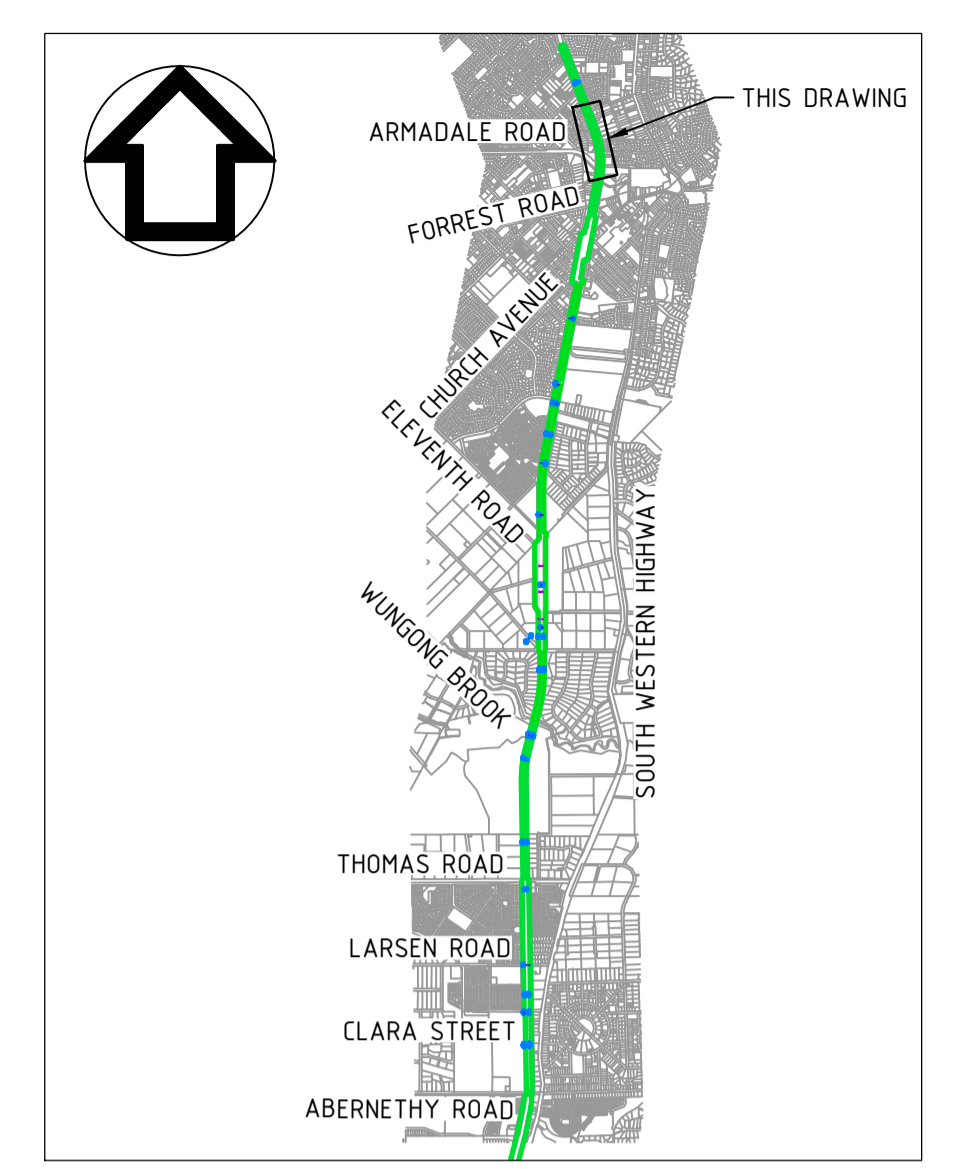 THIS DRAWING
ARMADALE ROAD
FORREST ROAD
CHURCH AVENUE
ELEVENTH ROAD
WUNGONG BROOK
SOUTH WESTERN HIGHWAY
THOMAS ROAD
LARSEN ROAD
CLARA STREET
ABERNETHY ROAD